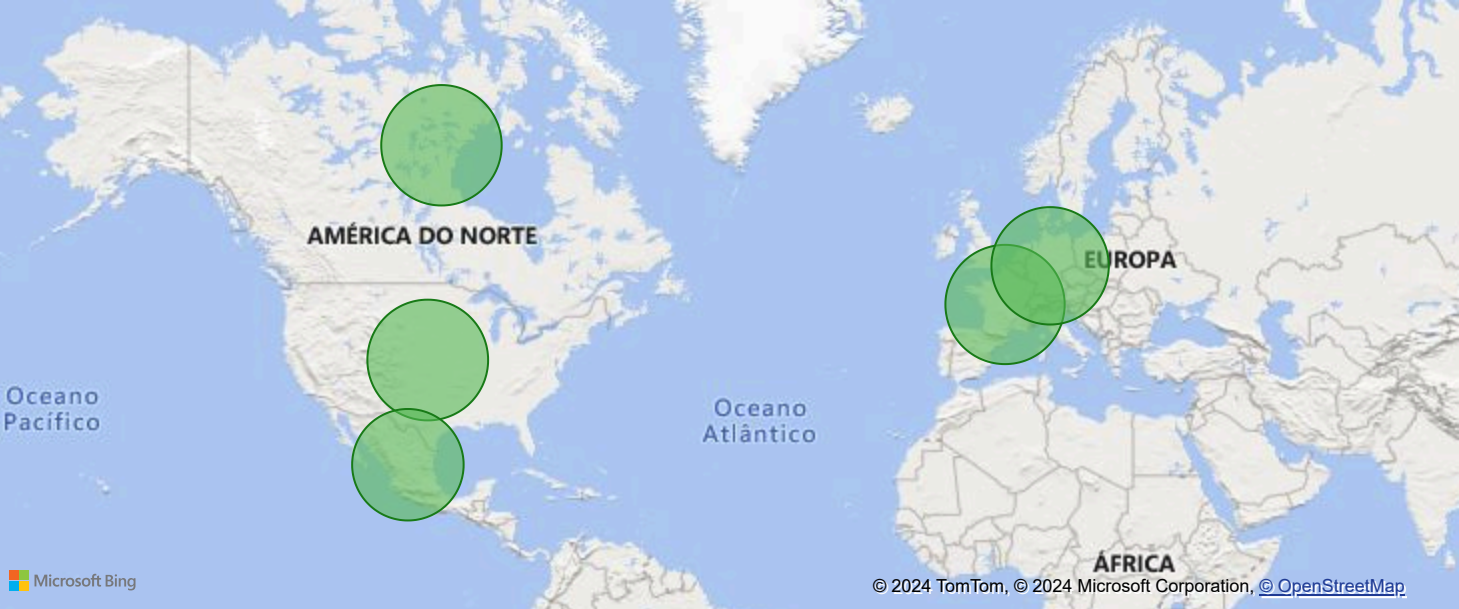 AMÉRICA DO NORTE
EUROPA
Oceano
Pacífico
Oceano
Atlântico
ÁFRICA
Microsoft Bing
© 2024 TomTom, © 2024 Microsoft Corporation, © OpenStreetMap